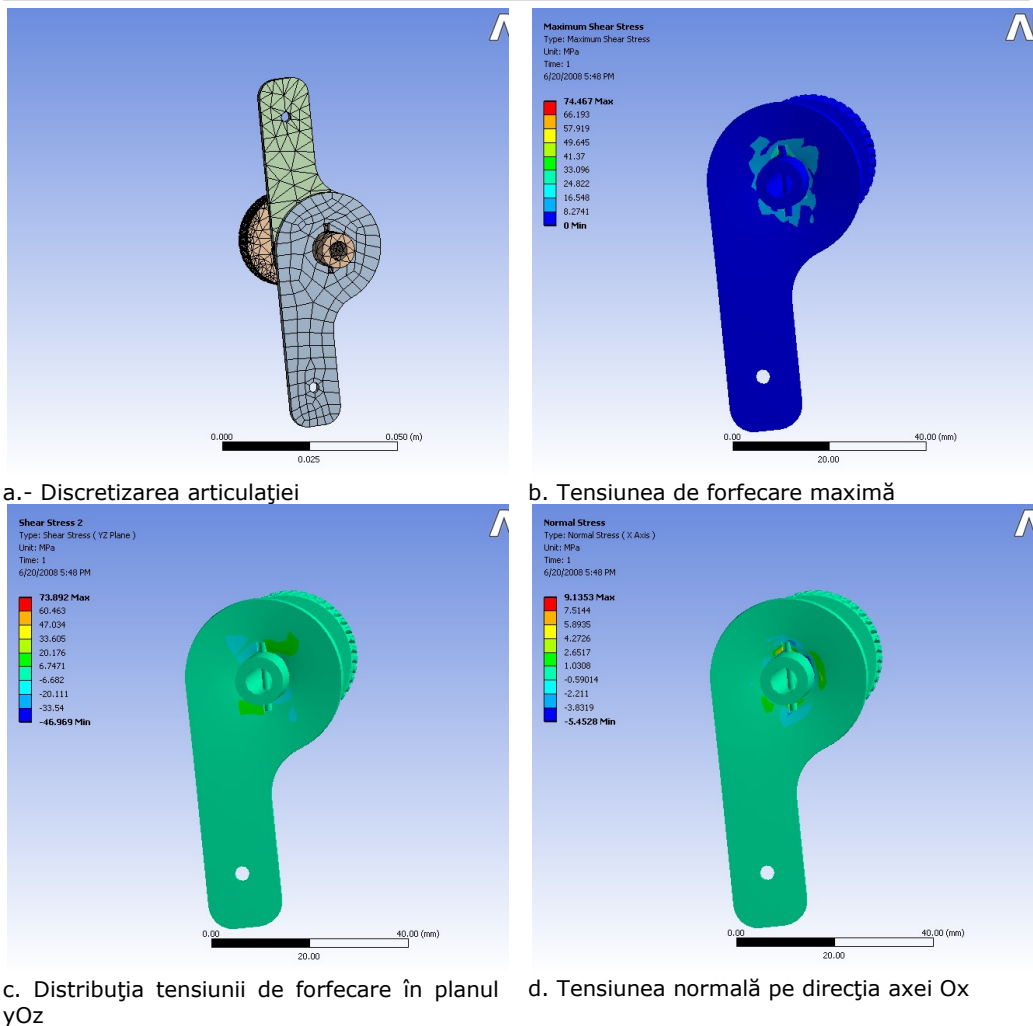 0.000
0.050 (m)
0.025
a.- Discretizarea articulaţiei
Maximum Shear Stress
Type: Maximum Shear Stress
Unit: MPa
Time: 1
6/20/2008 5:48 PM
74.467 Max
66.193
57.919
49.645
41.37
33.096
24.822
16.548
8.2741
0 Min
0.00
40.00 (mm)
20.00
b. Tensiunea de forfecare maximă
Shear Stress 2
Type: Shear Stress ( YZ Plane )
Unit: MPa
Time: 1
6/20/2008 5:48 PM
73.892 Max
60.463
47.034
33.605
20.176
6.7471
-6.682
-20.111
-33.54
-46.969 Min
0.00
40.00 (mm)
20.00
c. Distribuţia tensiunii de forfecare în planul
yOz
Normal Stress
Type: Normal Stress ( X Axis )
Unit: MPa
Time: 1
6/20/2008 5:48 PM
9.1353 Max
7.5144
5.8935
4.2726
2.6517
1.0308
-0.59014
-2.211
-3.8319
-5.4528 Min
0.00
40.00 (mm)
20.00
d. Tensiunea normală pe direcţia axei Ox